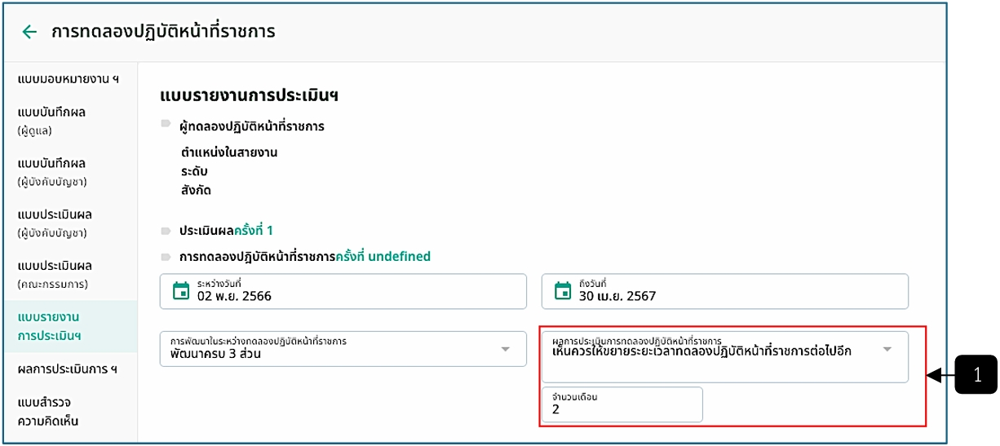 การทดลองปฏิบัติหน้าที่ราชการ
แบบมอบหมายงาน ฯ
แบบบันทึกผล
(ผู้ดูแล)
แบบบันทึกผล
(ผู้บังคับบัญชา)
แบบประเมินผล
(ผู้บังคับบัญชา)
แบบประเมินผล
(คณะกรรมการ)
แบบรายงาน
การประเมินฯ
ผลการประเมินการ ฯ
แบบสำรวจ
ความคิดเห็น
แบบรายงานการประเมินฯ
ผู้ทดลองปฏิบัติหน้าที่ราชการ
ตำแหน่งในสายงาน
ระดับ
สังกัด
ประเมินผลครั้งที่ 1
การทดลองปฏิบัติหน้าที่ราชการครั้งที่ undefined
ระหว่างวันที่
02 พ.ย. 2566
ถึงวันที่
30 เม.ย. 2567
การพัฒนาในระหว่างทดลองปฏิบัติหน้าที่ราชการ
พัฒนาครบ 3 ส่วน
ผลการประเมินการทดลองปฏิบัติหน้าที่ราชการ
เห็นควรให้ขยายระยะเวลาทดลองปฏิบัติหน้าที่ราชการต่อไปอีก
จำนวนเดือน
2
1